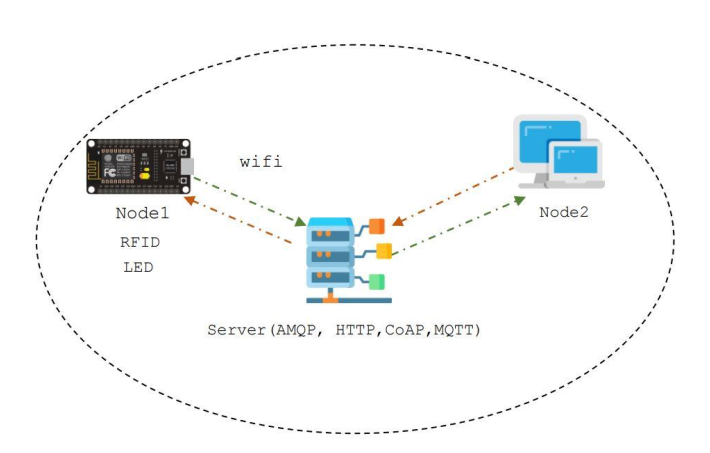 wifi
Node1
Node2
RFID
LED
Server(AMQP, HTTP,CoAP,MQTT)